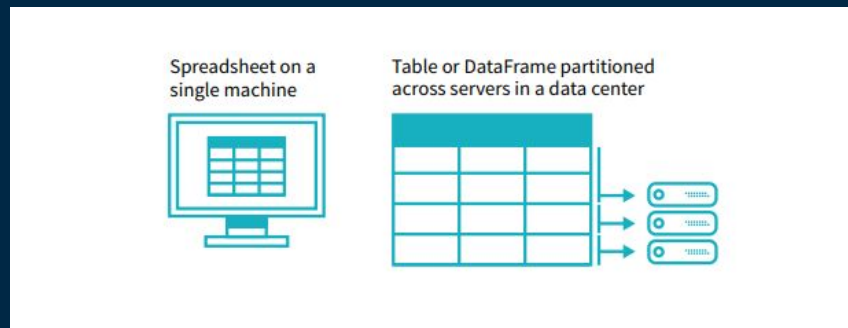 Spreadsheet on a
single machine
Table or DataFrame partitioned
across servers in a data center